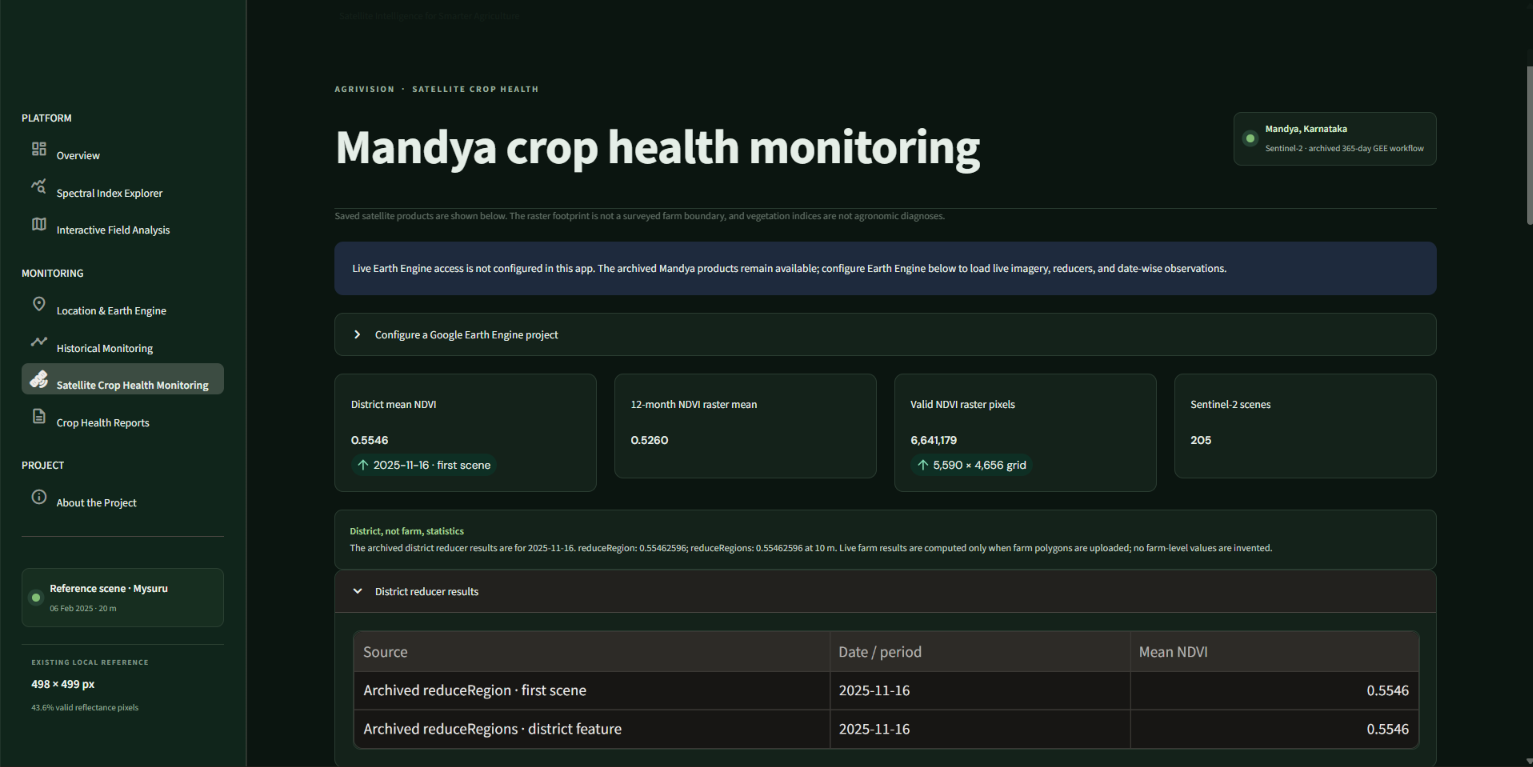 PLATFORM
Overview
Spectral Index Explorer
Interactive Field Analysis
MONITORING
Location & Earth Engine
Historical Monitoring
Satellite Crop Health Monitoring
Crop Health Reports
PROJECT
About the Project
Reference scene · Mysuru
06 Feb 2025 · 20 m
EXISTING LOCAL REFERENCE
498 × 499 px
43.6% valid reflectance pixels
AGRIVISION · SATELLITE CROP HEALTH
Mandya crop health monitoring
Mandya, Karnataka
Sentinel-2 · archived 365-day GEE workflow
Saved satellite products are shown below. The raster footprint is not a surveyed farm boundary, and vegetation indices are not agronomic diagnoses.
Live Earth Engine access is not configured in this app. The archived Mandya products remain available; configure Earth Engine below to load live imagery, reducers, and date-wise observations.
Configure a Google Earth Engine project
District mean NDVI
0.5546
↑ 2025-11-16 · first scene
12-month NDVI raster mean
0.5260
Valid NDVI raster pixels
6,641,179
↑ 5,590 × 4,656 grid
Sentinel-2 scenes
205
District, not farm, statistics
The archived district reducer results are for 2025-11-16. reduceRegion: 0.55462596; reduceRegions: 0.55462596 at 10 m. Live farm results are computed only when farm polygons are uploaded; no farm-level values are invented.
District reducer results
Source Date / period Mean NDVI
Archived reduceRegion · first scene 2025-11-16 0.5546
Archived reduceRegions · district feature 2025-11-16 0.5546